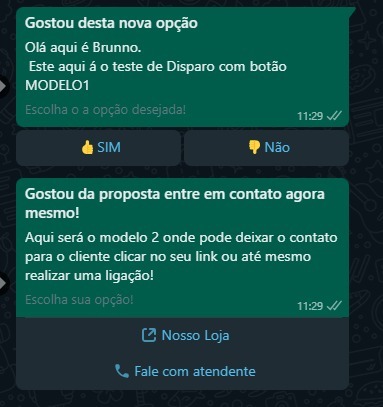 Gostou desta nova opção
Olá aqui é Brunno.
Este aqui á o teste de Disparo com botão
MODELO1
Escolha o a opção desejada!
11:29
👍 SIM
👎 Não
Gostou da proposta entre em contato agora
mesmo!
Aqui será o modelo 2 onde pode deixar o contato
para o cliente clicar no seu link ou até mesmo
realizar uma ligação!
Escolha sua opção!
11:29
Nosso Loja
Fale com atendente